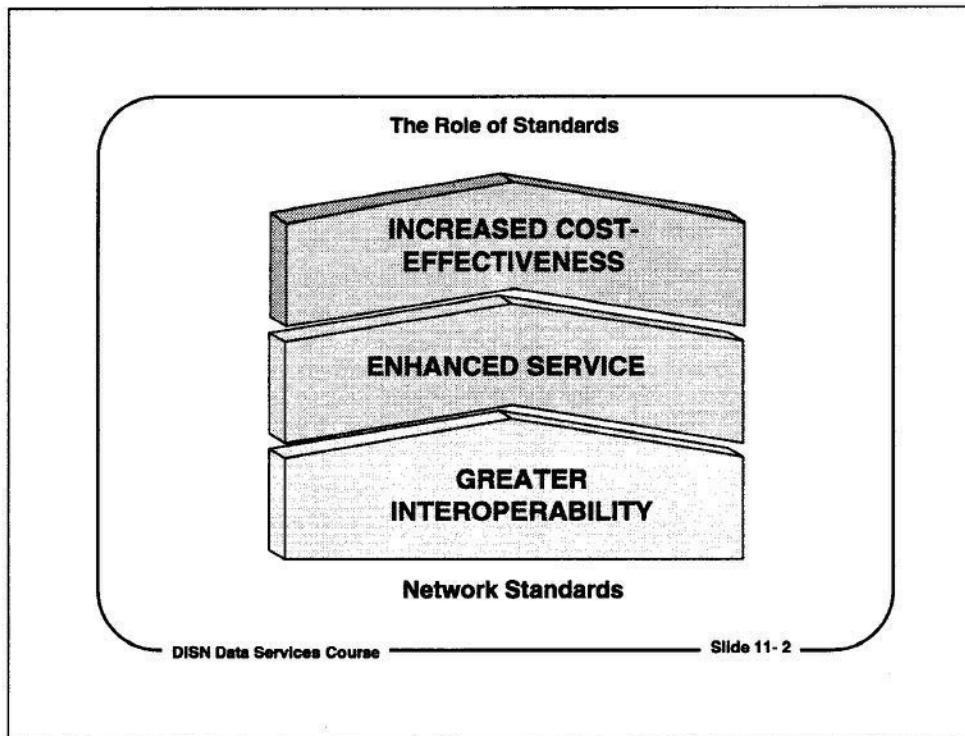 The Role of Standards
INCREASED COST-
EFFECTIVENESS
ENHANCED SERVICE
GREATER
INTEROPERABILITY
Network Standards
DISN Data Services Course
Slide 11- 2